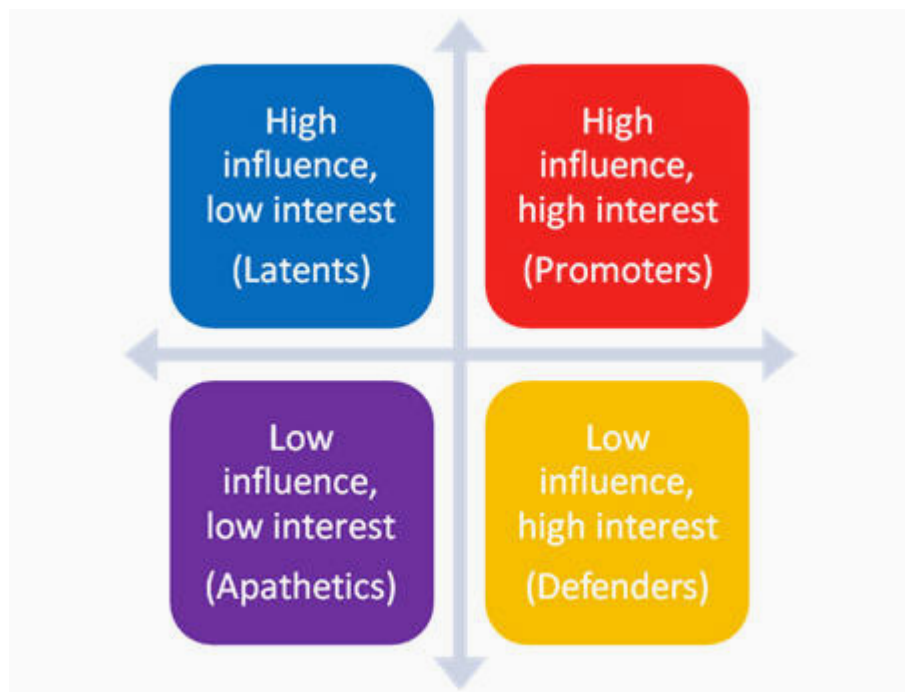 High
influence,
low interest
(Latents)
High
influence,
high interest
(Promoters)
Low
influence,
low interest
(Apathetics)
Low
influence,
high interest
(Defenders)